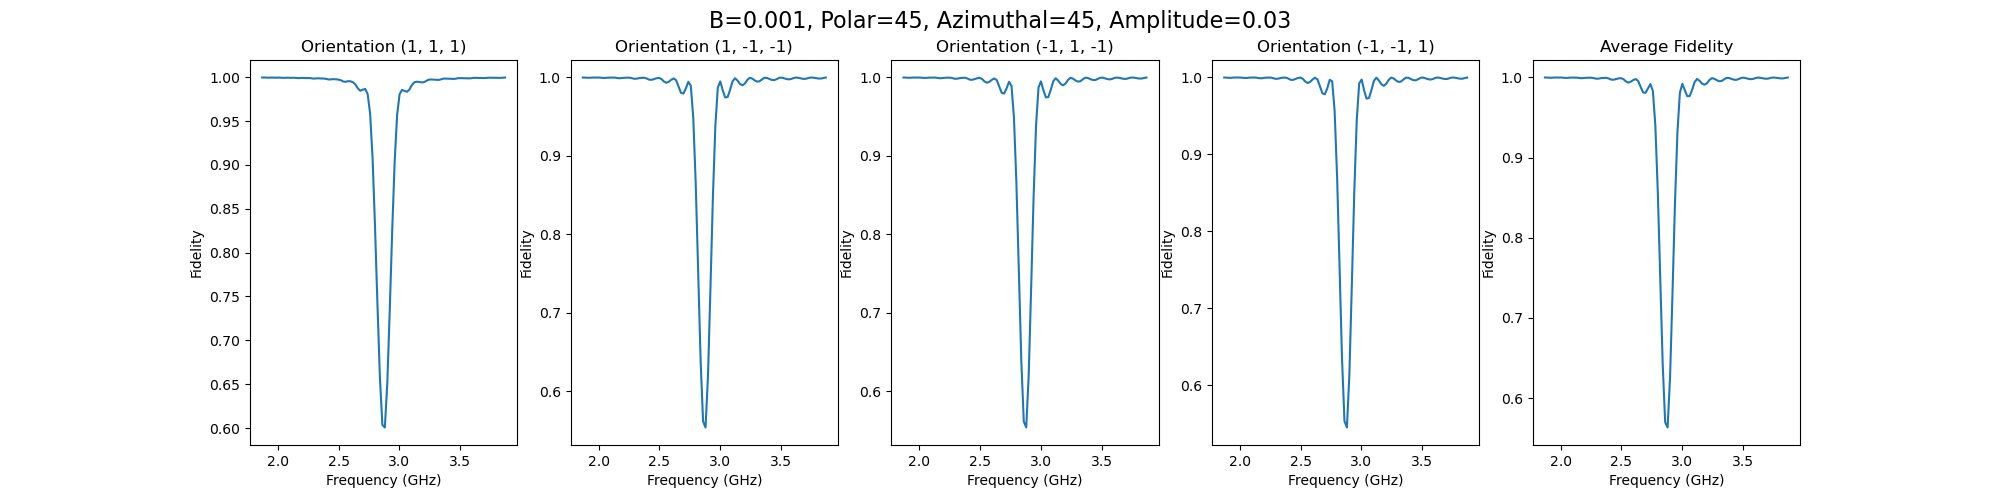 B=0.001, Polar=45, Azimuthal=45, Amplitude=0.03
Orientation (1, 1, 1)
Fidelity
1.00
0.95
0.90
0.85
0.80
0.75
0.70
0.65
0.60
2.0 2.5 3.0 3.5
Frequency (GHz)
Orientation (1, -1, -1)
Fidelity
1.0
0.9
0.8
0.7
0.6
2.0 2.5 3.0 3.5
Frequency (GHz)
Orientation (-1, 1, -1)
Fidelity
1.0
0.9
0.8
0.7
0.6
2.0 2.5 3.0 3.5
Frequency (GHz)
Orientation (-1, -1, 1)
Fidelity
1.0
0.9
0.8
0.7
0.6
2.0 2.5 3.0 3.5
Frequency (GHz)
Average Fidelity
Fidelity
1.0
0.9
0.8
0.7
0.6
2.0 2.5 3.0 3.5
Frequency (GHz)